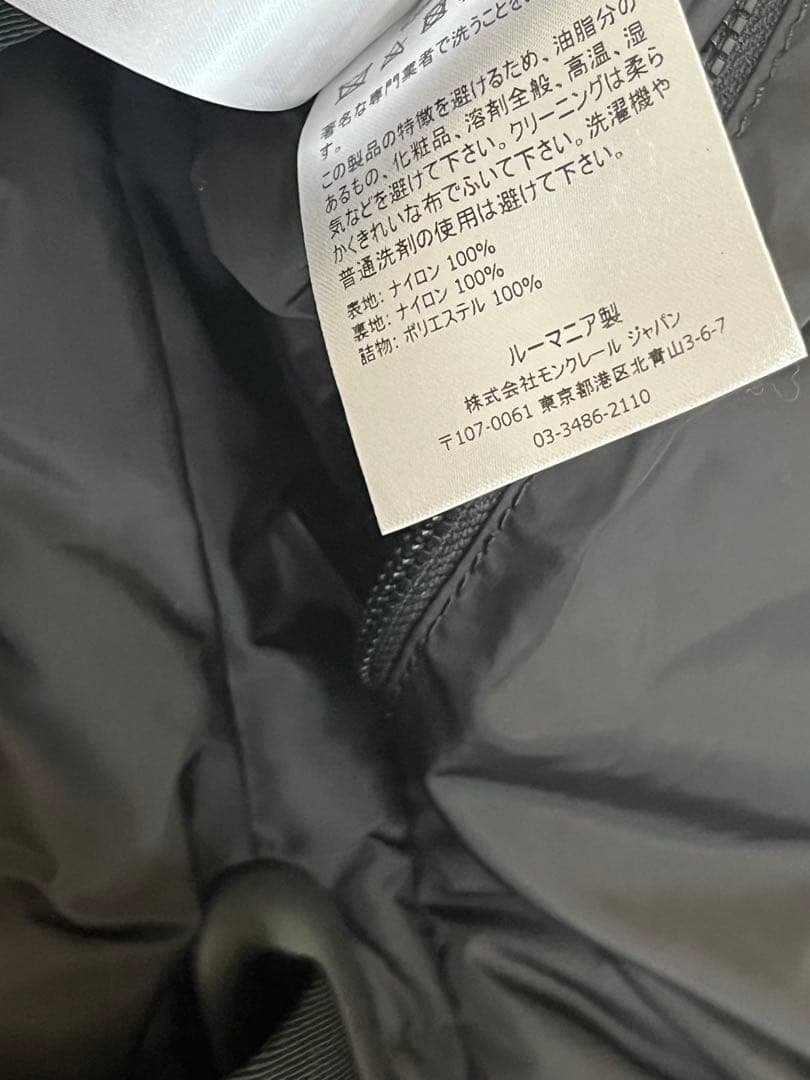 著名な専門業者で洗うことを
す。
この製品の特徴を避けるため、油脂分の
あるもの、化粧品、溶剤全般、高温、湿
気などを避けて下さい。クリーニングは柔ら
かくきれいな布でふいて下さい。洗濯機や
普通洗剤の使用は避けて下さい。
表地: ナイロン 100%
裏地: ナイロン 100%
詰物: ポリエステル 100%
ルーマニア製
株式会社モンクレール ジャパン
〒107-0061 東京都港区北青山3-6-7
03-3486-2110